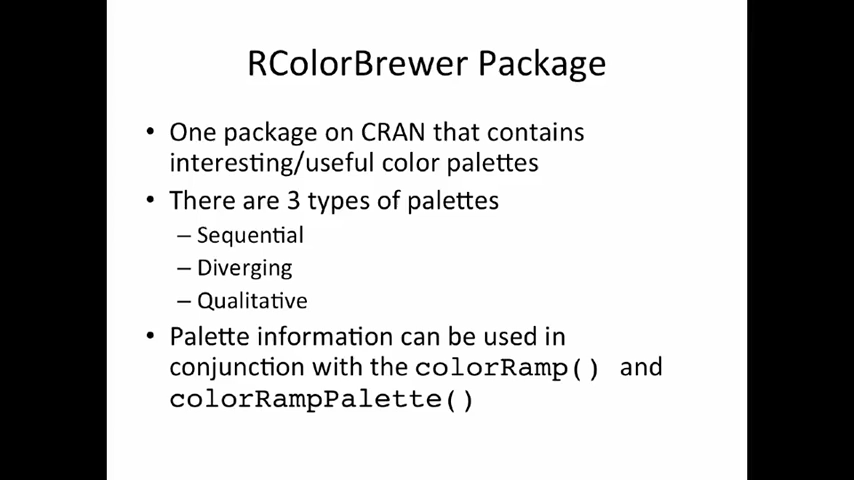 RColorBrewer Package
• One package on CRAN that contains
interesting/useful color palettes
• There are 3 types of palettes
– Sequential
– Diverging
– Qualitative
• Palette information can be used in
conjunction with the colorRamp() and
colorRampPalette()